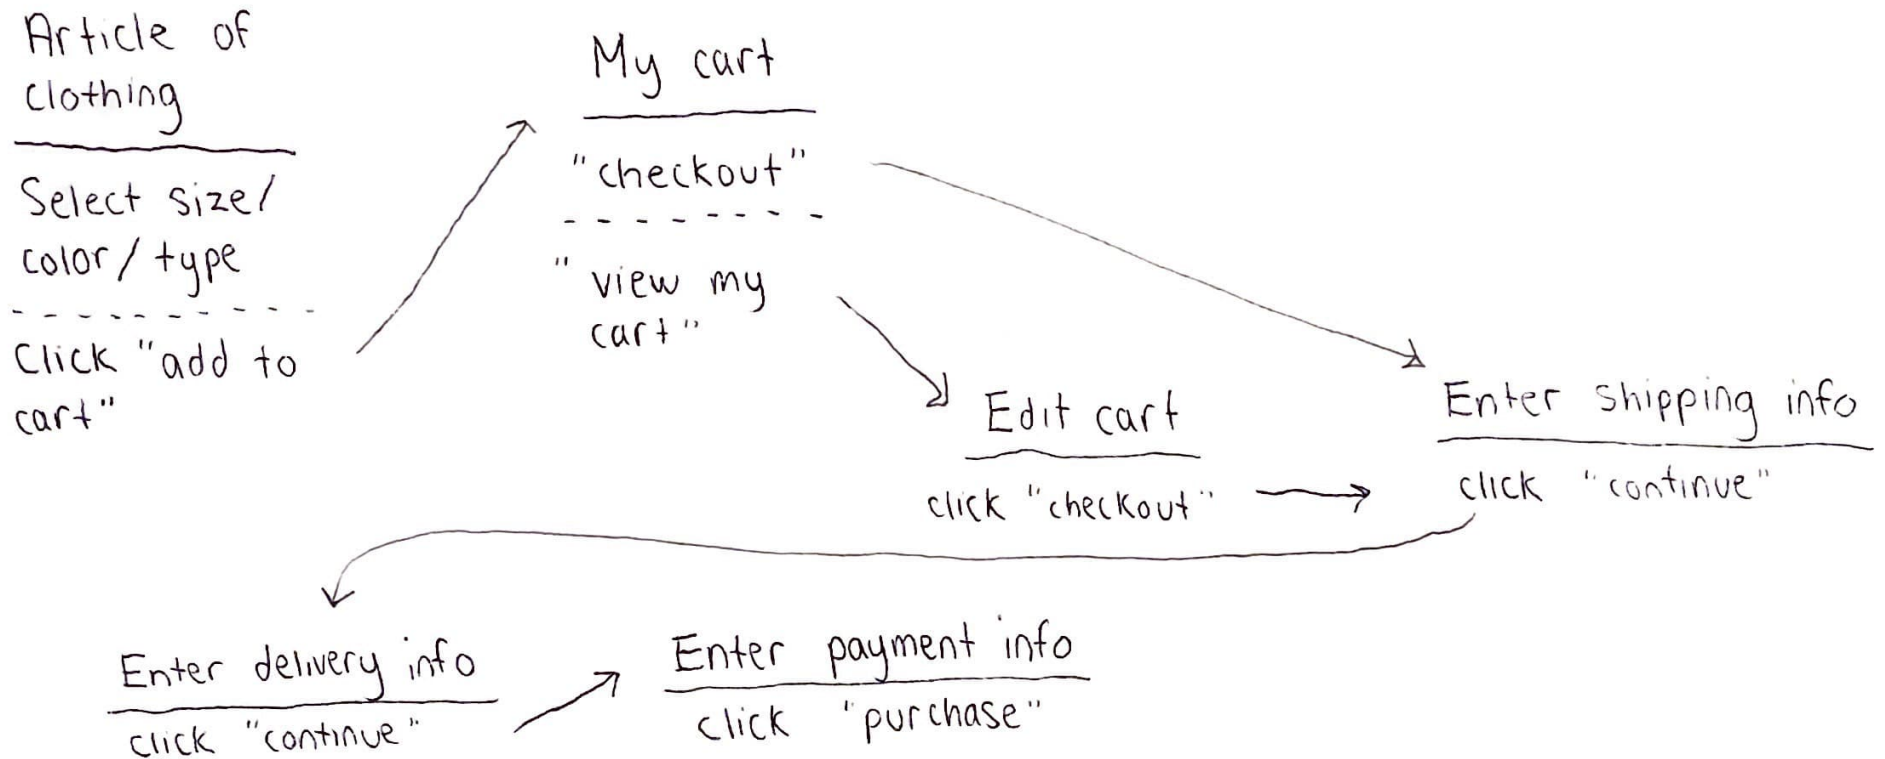 Article of
clothing
Select size/
color/ type
Click "add to
cart"
My cart
"checkout"
" view my
cart"
Edit cart
click "checkout"
Enter shipping info
click "continue"
Enter delivery info
click "continue"
Enter payment info
click "purchase"